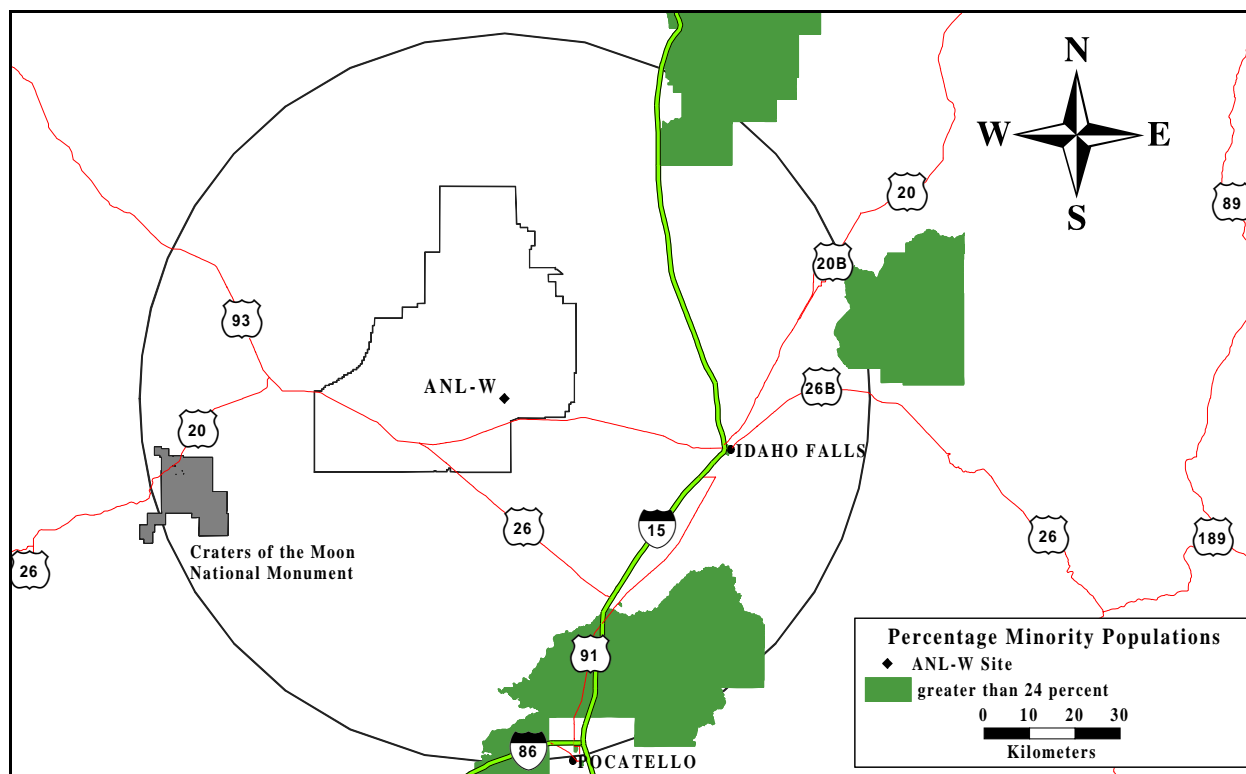 N
W E
S
20
89
20B
93
ANL-W
26B
20
IDAHO FALLS
15
26
26
189
Craters of the Moon
National Monument
26
91
86
POCATELLO
Percentage Minority Populations
ANL-W Site
greater than 24 percent
0 10 20 30
Kilometers